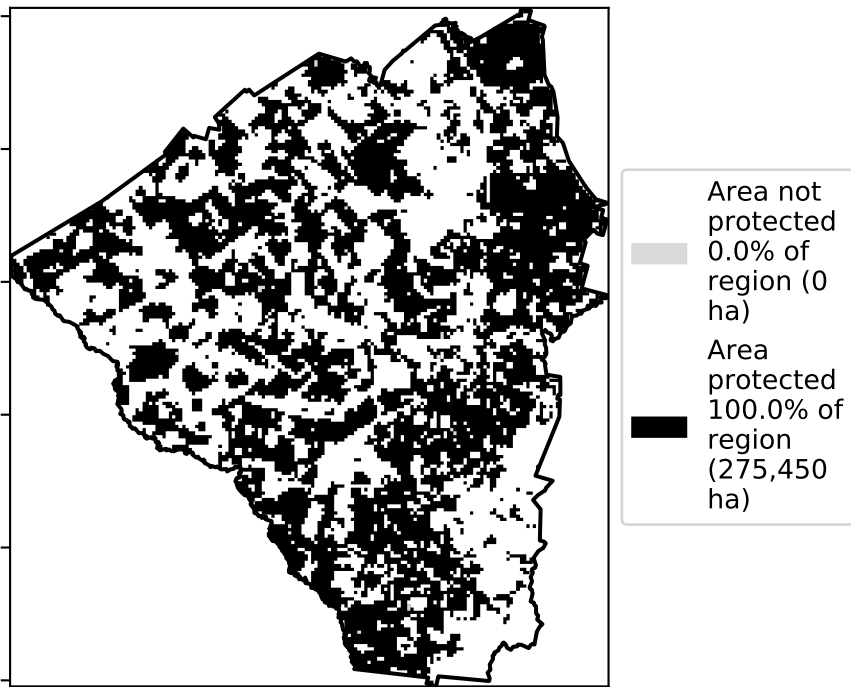 Area not
protected
0.0% of
region (0
ha)
Area
protected
100.0% of
region
(275,450
ha)